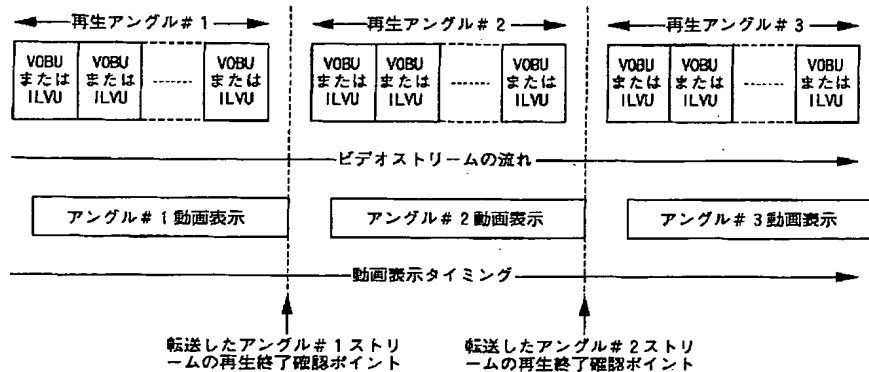 再生アングル＃1
再生アングル＃2
再生アングル＃3
VOBU
または
ILVU
VOBU
または
ILVU
VOBU
または
ILVU
VOBU
または
ILVU
VOBU
または
ILVU
VOBU
または
ILVU
VOBU
または
ILVU
VOBU
または
ILVU
VOBU
または
ILVU
ビデオストリームの流れ
アングル＃1動画表示
アングル＃2動画表示
アングル＃3動画表示
動画表示タイミング
転送したアングル＃1ストリ
ームの再生終了確認ポイント
転送したアングル＃2ストリ
ームの再生終了確認ポイント